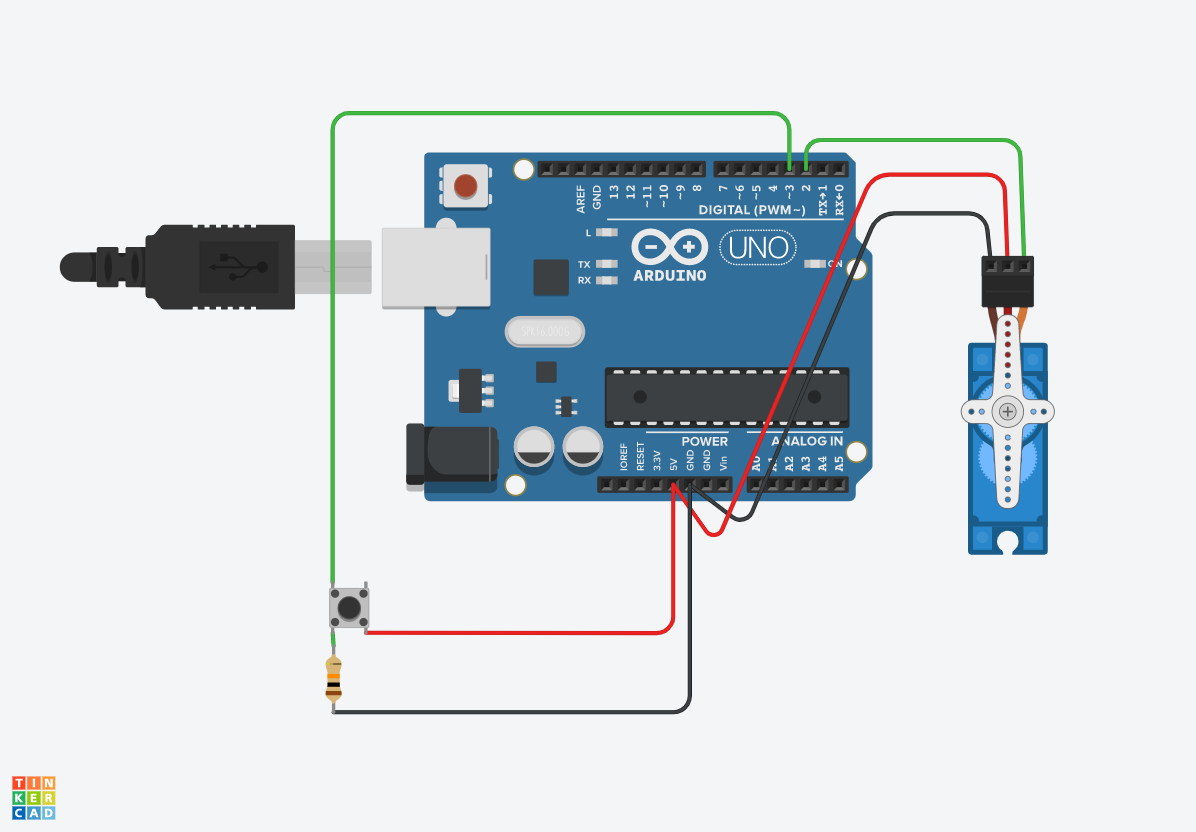 AREF
GND
13
12
~11
~10
~9
8
7
~6
~5
4
~3
2
TX→1
RX←0
DIGITAL (PWM~)
L
TX
RX
ARDUINO
UNO
ON
POWER
ANALOG IN
IOREF
RESET
3.3V
5V
GND
GND
Vin
A0
A1
A2
A3
A4
A5
TIN
KER
CAD